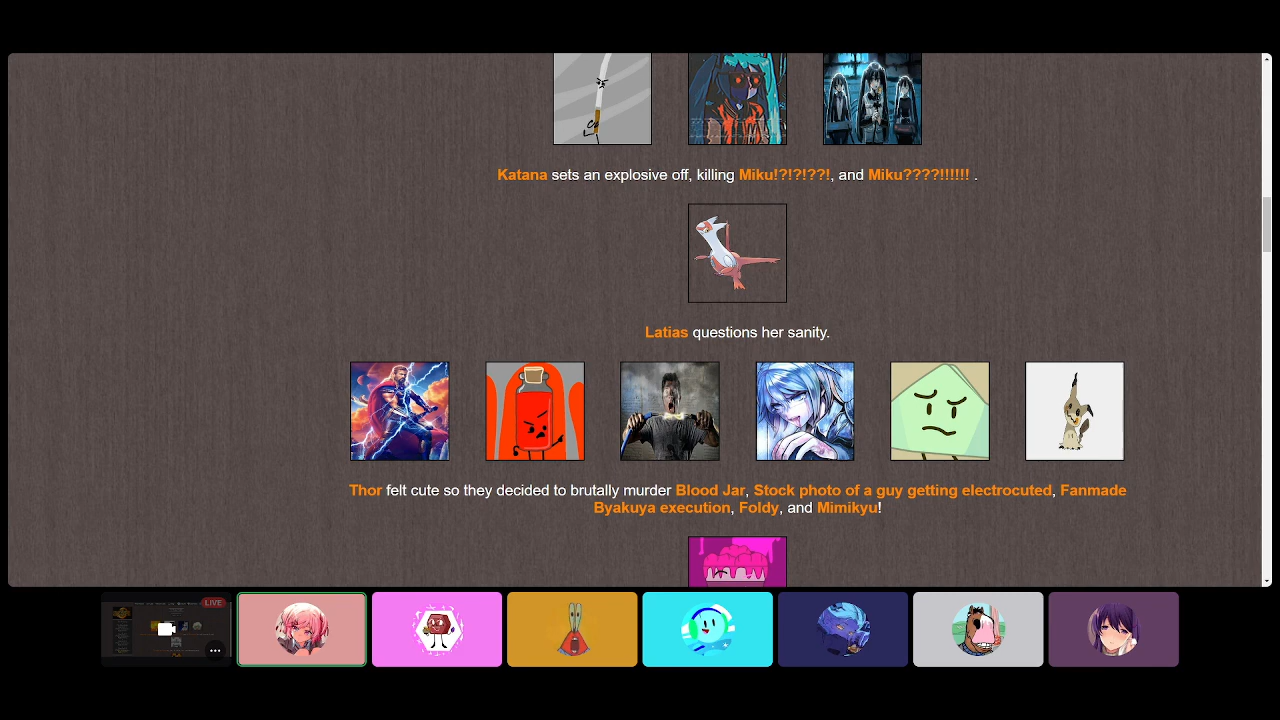 Katana sets an explosive off, killing Miku!?!?!??!, and Miku????!!!!!! .
Latias questions her sanity.
Thor felt cute so they decided to brutally murder Blood Jar, Stock photo of a guy getting electrocuted, Fanmade
Byakuya execution, Foldy, and Mimikyu!
LIVE